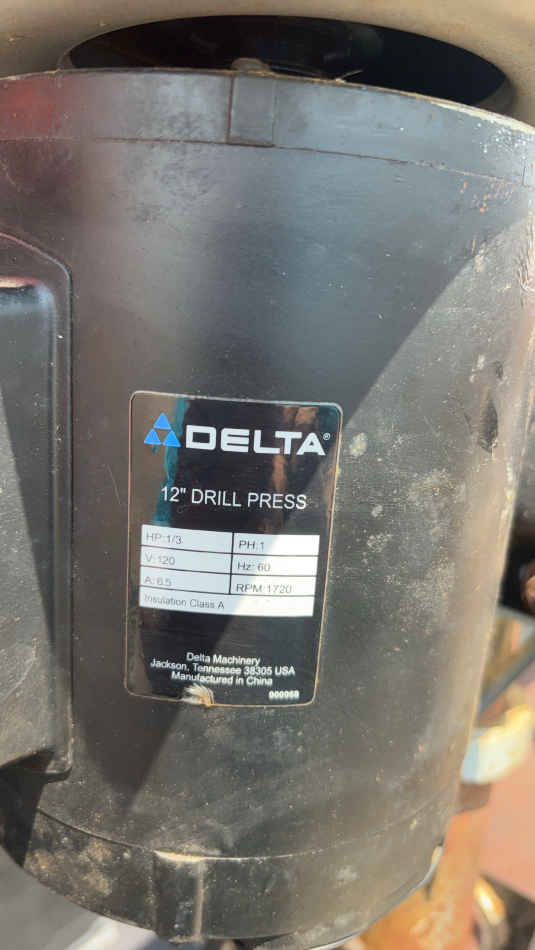 DELTA®
12" DRILL PRESS
HP:1/3 PH:1
V:120 Hz: 60
A:6.5 RPM:1720
Insulation Class A
Delta Machinery
Jackson, Tennessee 38305 USA
Manufactured in China
000968